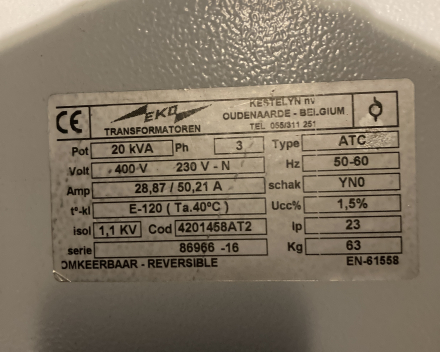 CE EKO TRANSFORMATOREN
KESTELYN nv
OUDENAARDE - BELGIUM
TEL 055/311 251
Pot 20 kVA Ph 3 Type ATC
Volt 400 V 230 V - N Hz 50-60
Amp 28,87 / 50,21 A schak YN0
t°-kl E-120 ( Ta.40°C ) Ucc% 1,5%
isol 1,1 KV Cod 4201458AT2 Ip 23
serie 86966 -16 Kg 63
OMKEERBAAR - REVERSIBLE EN-61558